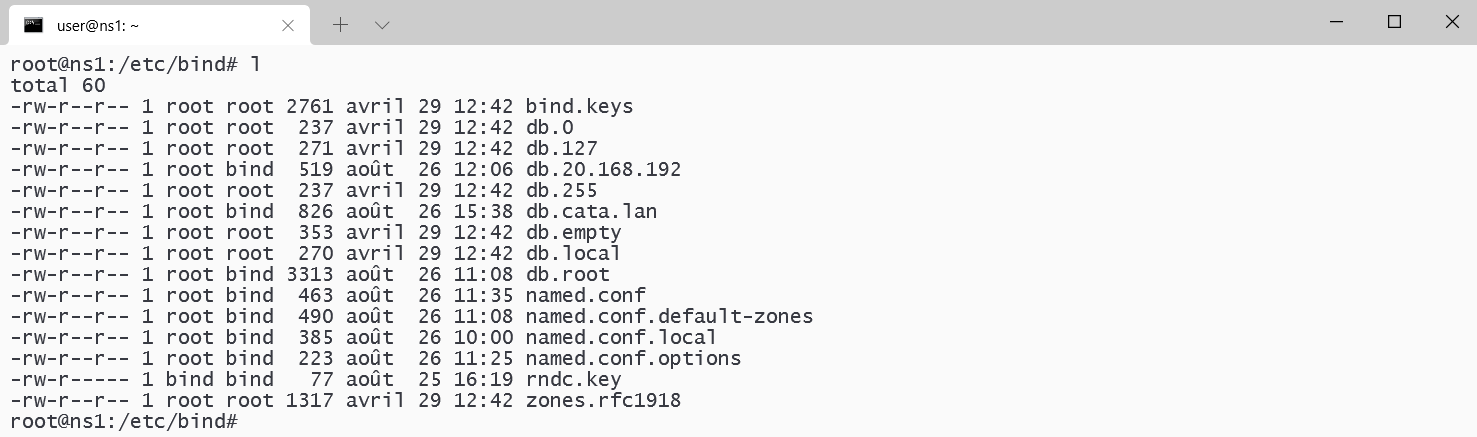 user@ns1: ~
root@ns1:/etc/bind# l
total 60
-rw-r--r-- 1 root root 2761 avril 29 12:42 bind.keys
-rw-r--r-- 1 root root  237 avril 29 12:42 db.0
-rw-r--r-- 1 root root  271 avril 29 12:42 db.127
-rw-r--r-- 1 root bind  519 août  26 12:06 db.20.168.192
-rw-r--r-- 1 root root  237 avril 29 12:42 db.255
-rw-r--r-- 1 root bind  826 août  26 15:38 db.cata.lan
-rw-r--r-- 1 root root  353 avril 29 12:42 db.empty
-rw-r--r-- 1 root root  270 avril 29 12:42 db.local
-rw-r--r-- 1 root bind 3313 août  26 11:08 db.root
-rw-r--r-- 1 root bind  463 août  26 11:35 named.conf
-rw-r--r-- 1 root bind  490 août  26 11:08 named.conf.default-zones
-rw-r--r-- 1 root bind  385 août  26 10:00 named.conf.local
-rw-r--r-- 1 root bind  223 août  26 11:25 named.conf.options
-rw-r----- 1 bind bind   77 août  25 16:19 rndc.key
-rw-r--r-- 1 root root 1317 avril 29 12:42 zones.rfc1918
root@ns1:/etc/bind#